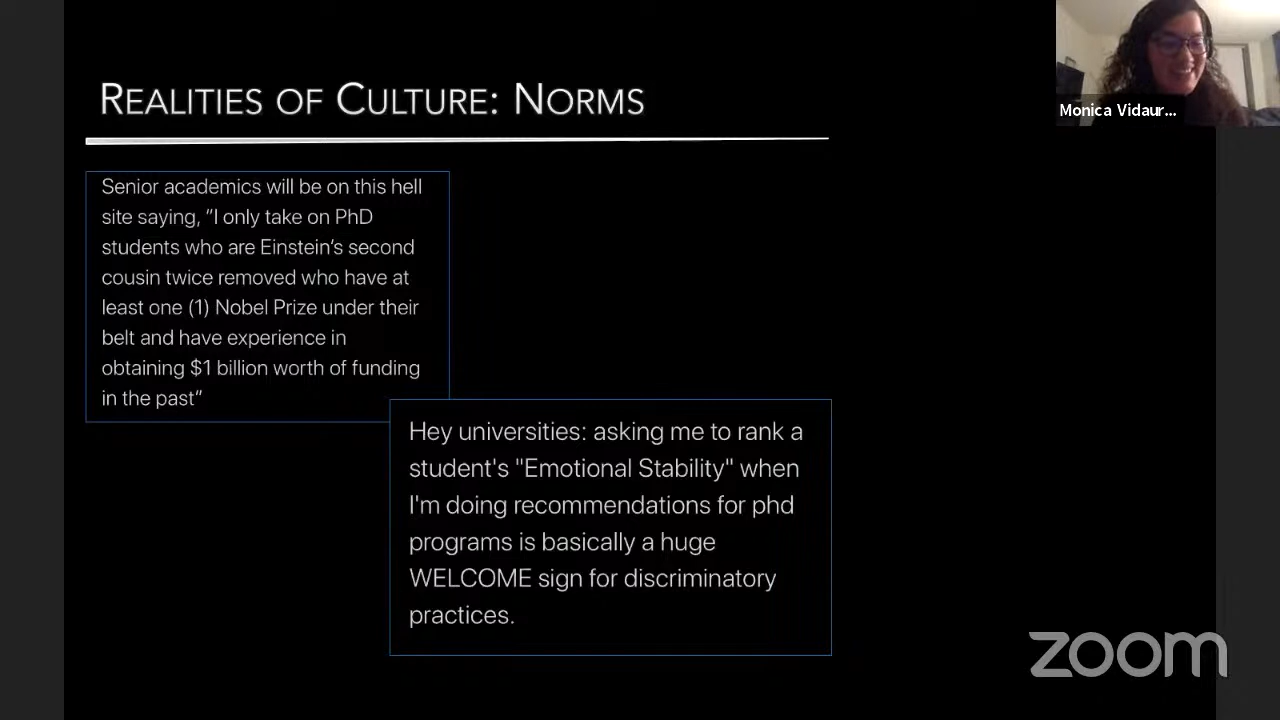 REALITIES OF CULTURE: NORMS
Monica Vidaur...
Senior academics will be on this hell
site saying, “I only take on PhD
students who are Einstein’s second
cousin twice removed who have at
least one (1) Nobel Prize under their
belt and have experience in
obtaining $1 billion worth of funding
in the past”
Hey universities: asking me to rank a
student's "Emotional Stability" when
I'm doing recommendations for phd
programs is basically a huge
WELCOME sign for discriminatory
practices.
zoom